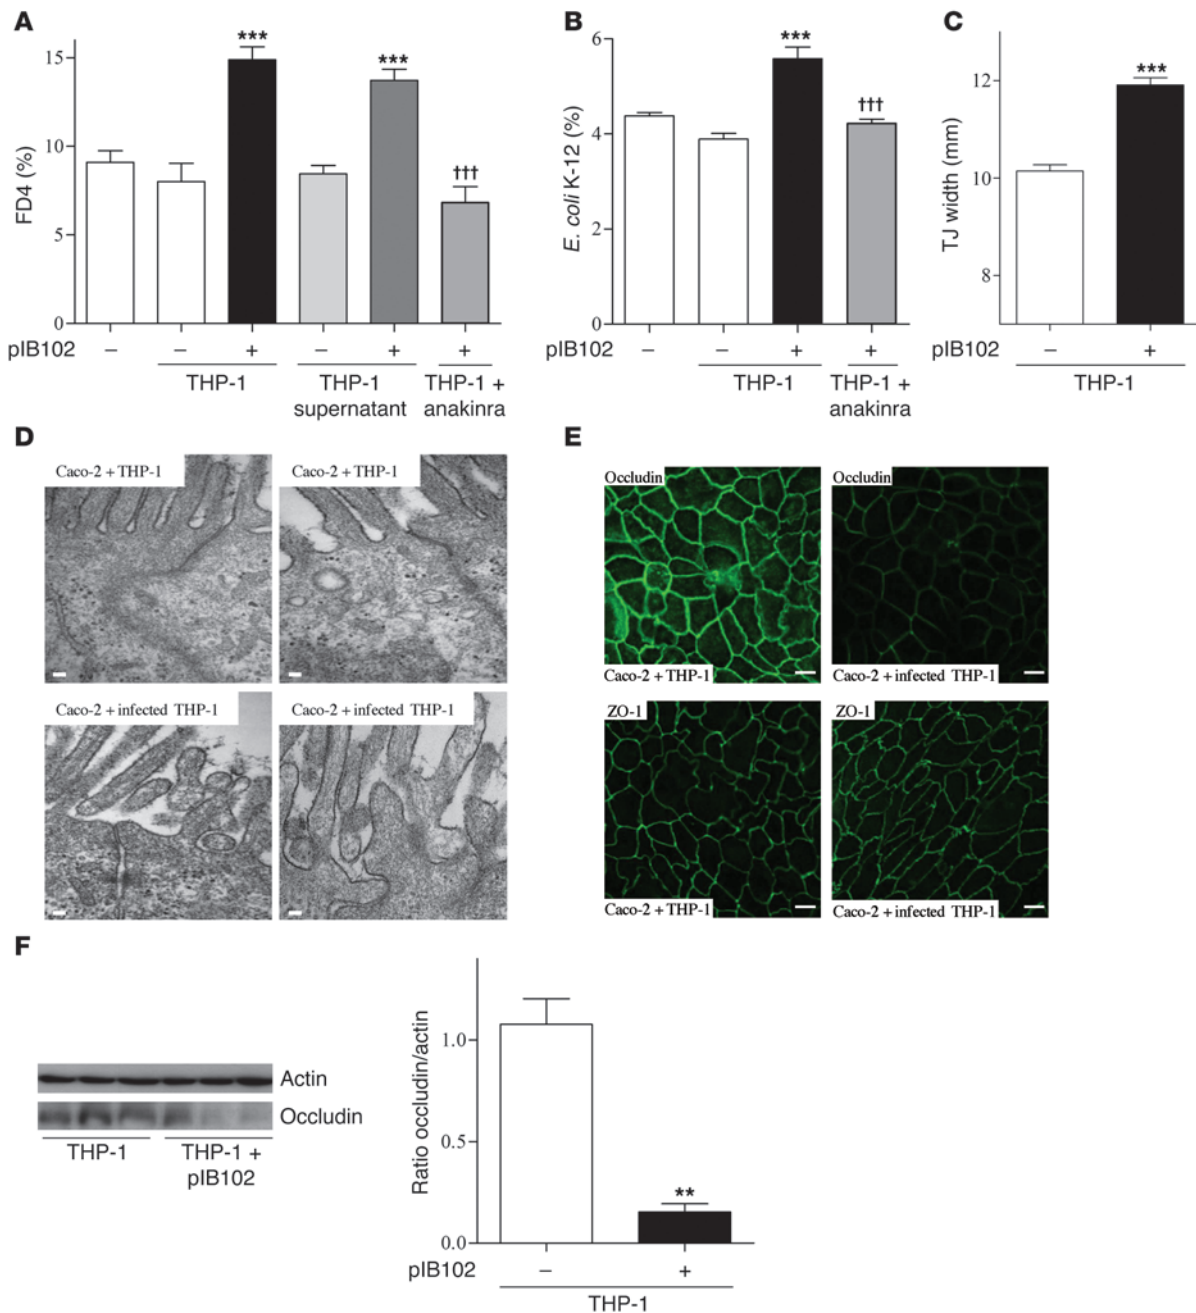 A
FD4 (%)
15
10
5
0
***
***
†††
pIB102
– – + – + +
THP-1
THP-1
supernatant
THP-1 +
anakinra
B
E. coli K-12 (%)
6
4
2
0
***
†††
pIB102
– – + +
THP-1
THP-1 +
anakinra
C
TJ width (mm)
12
10
8
***
pIB102
– +
THP-1
D
Caco-2 + THP-1
Caco-2 + THP-1
Caco-2 + infected THP-1
Caco-2 + infected THP-1
E
Occludin
Caco-2 + THP-1
Occludin
Caco-2 + infected THP-1
ZO-1
Caco-2 + THP-1
ZO-1
Caco-2 + infected THP-1
F
Actin
Occludin
THP-1
THP-1 +
pIB102
Ratio occludin/actin
1.0
0.5
0.0
**
pIB102
– +
THP-1